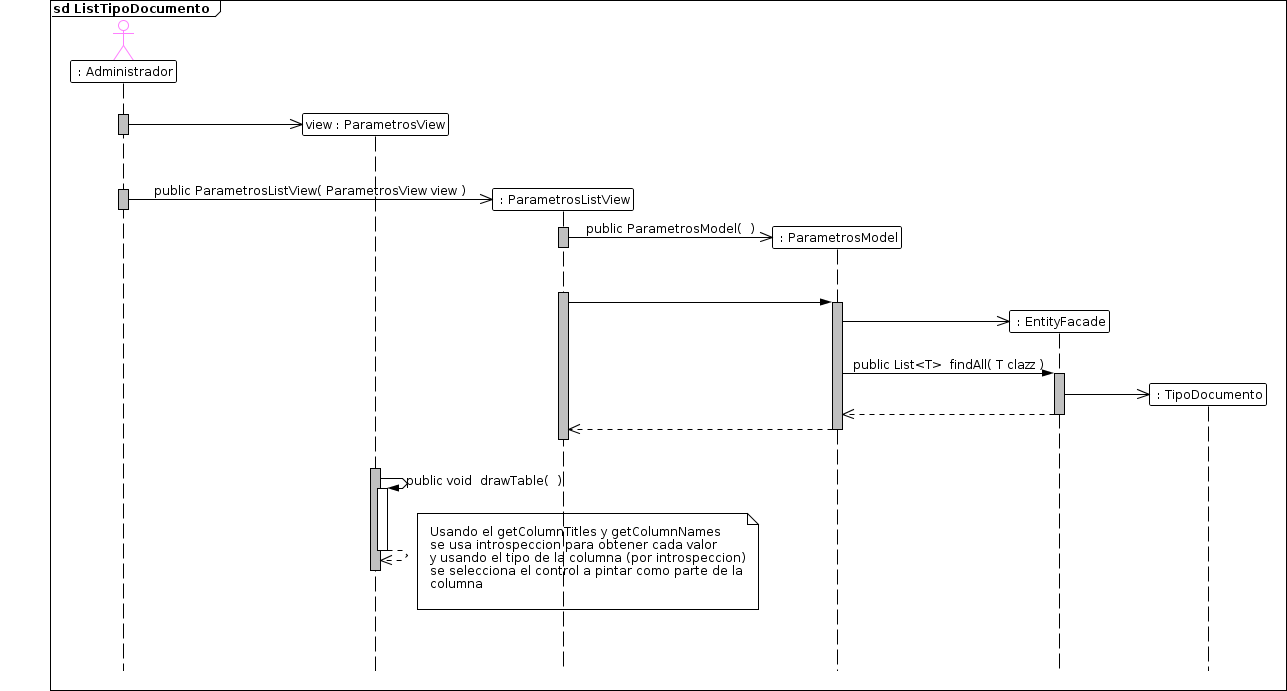 sd ListTipoDocumento
: Administrador
view : ParametrosView
public ParametrosListView( ParametrosView view )
: ParametrosListView
public ParametrosModel(  )
: ParametrosModel
: EntityFacade
public List<T>  findAll( T clazz )
: TipoDocumento
public void  drawTable(  )
Usando el getColumnTitles y getColumnNames
se usa introspeccion para obtener cada valor
y usando el tipo de la columna (por introspeccion)
se selecciona el control a pintar como parte de la
columna